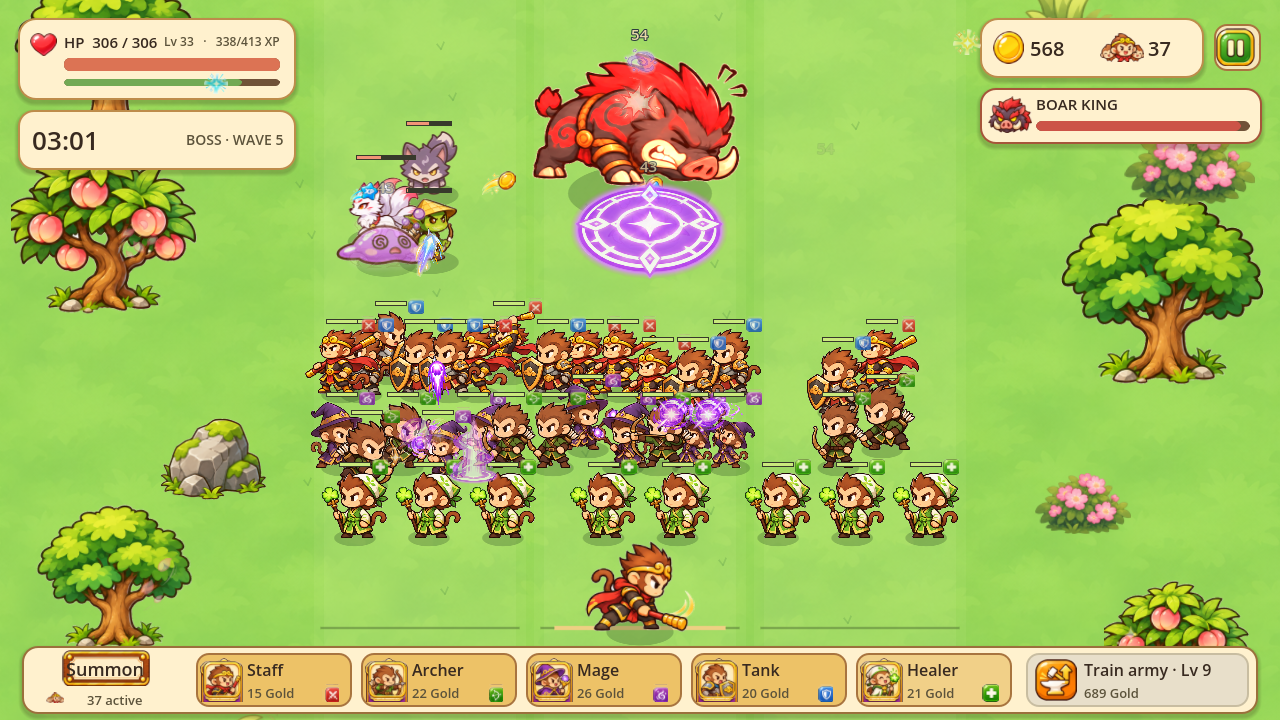 HP 306 / 306 Lv 33 · 338/413 XP
03:01 BOSS · WAVE 5
568 37
BOAR KING
54
43
54
Summon
37 active
Staff
15 Gold
Archer
22 Gold
Mage
26 Gold
Tank
20 Gold
Healer
21 Gold
Train army · Lv 9
689 Gold